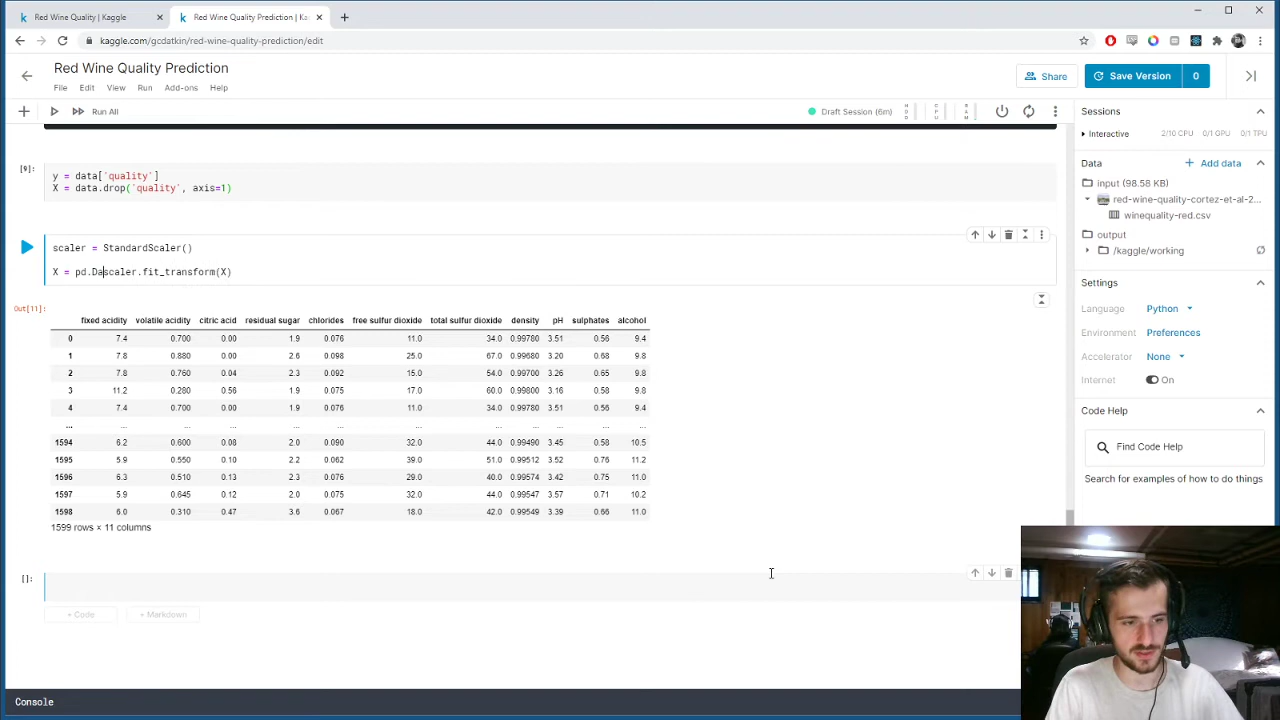 Red Wine Quality | Kaggle
Red Wine Quality Prediction | Ka
kaggle.com/gcdatkin/red-wine-quality-prediction/edit
Red Wine Quality Prediction
Share
Save Version
0
File Edit View Run Add-ons Help
Run All
Draft Session (6m)
HDD
CPU
RAM
[9]:
y = data['quality']
X = data.drop('quality', axis=1)
scaler = StandardScaler()
X = pd.Dascaler.fit_transform(X)
Out[11]:
fixed acidity volatile acidity citric acid residual sugar chlorides free sulfur dioxide total sulfur dioxide density pH sulphates alcohol
0 7.4 0.700 0.00 1.9 0.076 11.0 34.0 0.99780 3.51 0.56 9.4
1 7.8 0.880 0.00 2.6 0.098 25.0 67.0 0.99680 3.20 0.68 9.8
2 7.8 0.760 0.04 2.3 0.092 15.0 54.0 0.99700 3.26 0.65 9.8
3 11.2 0.280 0.56 1.9 0.075 17.0 60.0 0.99800 3.16 0.58 9.8
4 7.4 0.700 0.00 1.9 0.076 11.0 34.0 0.99780 3.51 0.56 9.4
... ... ... ... ... ... ... ... ... ... ... ...
1594 6.2 0.600 0.08 2.0 0.090 32.0 44.0 0.99490 3.45 0.58 10.5
1595 5.9 0.550 0.10 2.2 0.062 39.0 51.0 0.99512 3.52 0.76 11.2
1596 6.3 0.510 0.13 2.3 0.076 29.0 40.0 0.99574 3.42 0.75 11.0
1597 5.9 0.645 0.12 2.0 0.075 32.0 44.0 0.99547 3.57 0.71 10.2
1598 6.0 0.310 0.47 3.6 0.067 18.0 42.0 0.99549 3.39 0.66 11.0
1599 rows × 11 columns
[]:
+ Code
+ Markdown
Console
Sessions
Interactive 2/10 CPU 0/1 GPU 0/1 TPU
Data
+ Add data
input (98.58 KB)
red-wine-quality-cortez-et-al-2...
winequality-red.csv
output
/kaggle/working
Settings
Language Python
Environment Preferences
Accelerator None
Internet On
Code Help
Find Code Help
Search for examples of how to do things